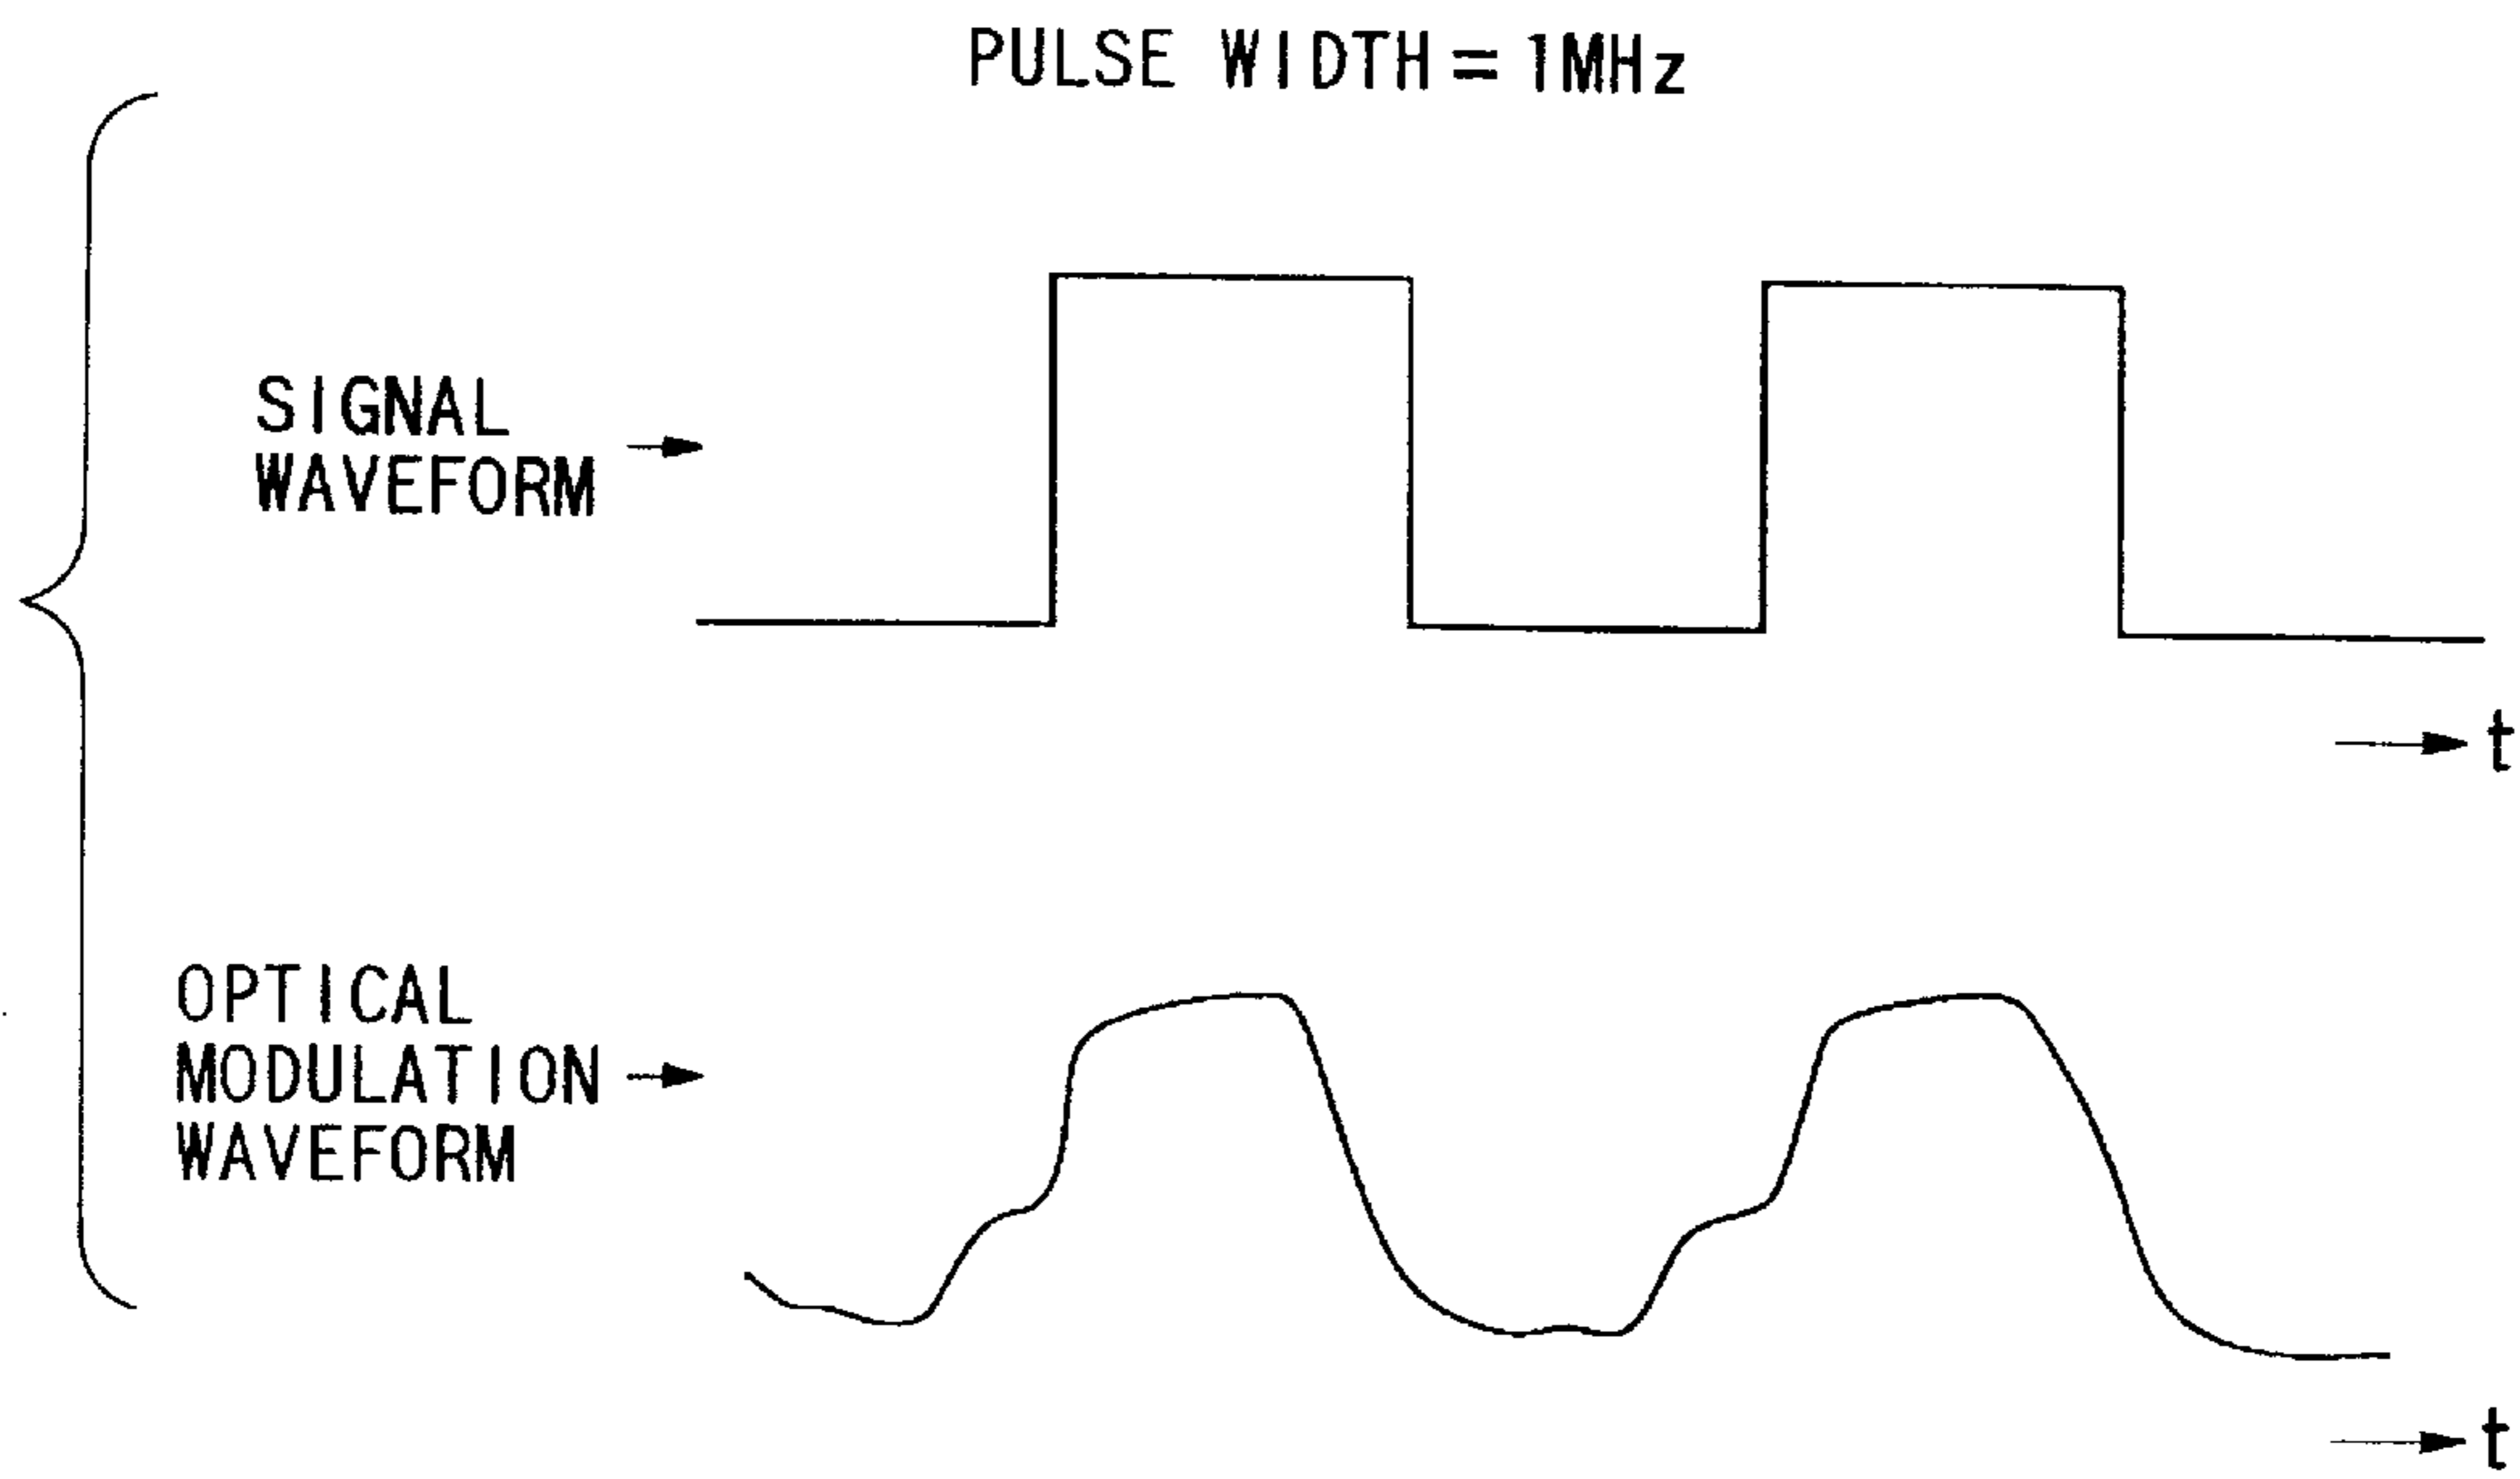 PULSE WIDTH = 1MHz
SIGNAL
WAVEFORM
t
OPTICAL
MODULATION
WAVEFORM
t